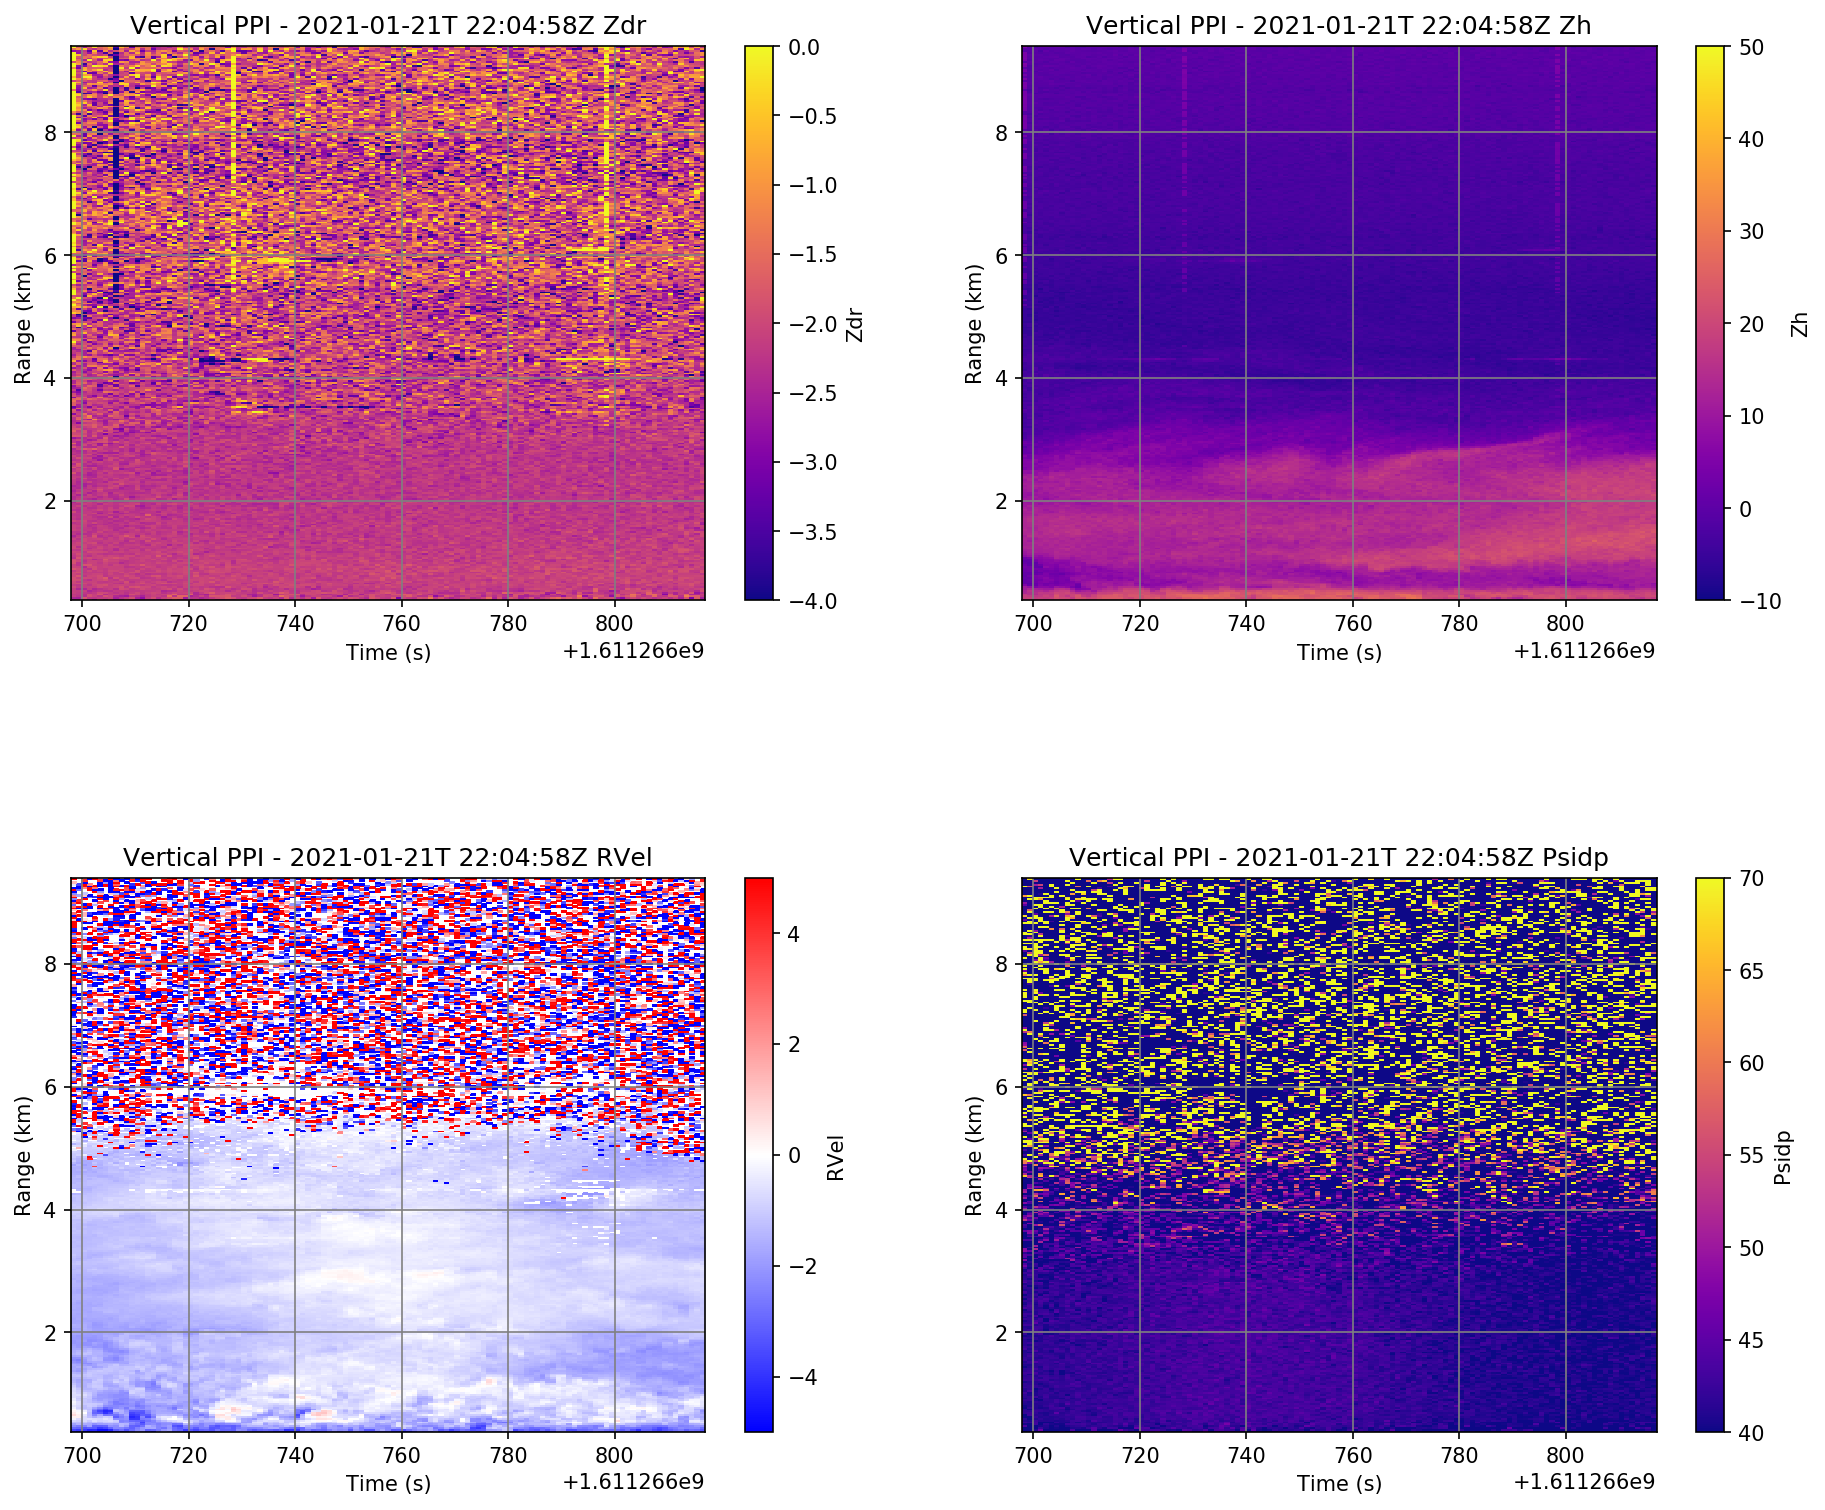 Vertical PPI - 2021-01-21T 22:04:58Z Zdr
Range (km)
8
6
4
2
700 720 740 760 780 800
Time (s)
+1.611266e9
0.0
−0.5
−1.0
−1.5
−2.0
−2.5
−3.0
−3.5
−4.0
Zdr
Vertical PPI - 2021-01-21T 22:04:58Z Zh
Range (km)
8
6
4
2
700 720 740 760 780 800
Time (s)
+1.611266e9
50
40
30
20
10
0
−10
Zh
Vertical PPI - 2021-01-21T 22:04:58Z RVel
Range (km)
8
6
4
2
700 720 740 760 780 800
Time (s)
+1.611266e9
4
2
0
−2
−4
RVel
Vertical PPI - 2021-01-21T 22:04:58Z Psidp
Range (km)
8
6
4
2
700 720 740 760 780 800
Time (s)
+1.611266e9
70
65
60
55
50
45
40
Psidp